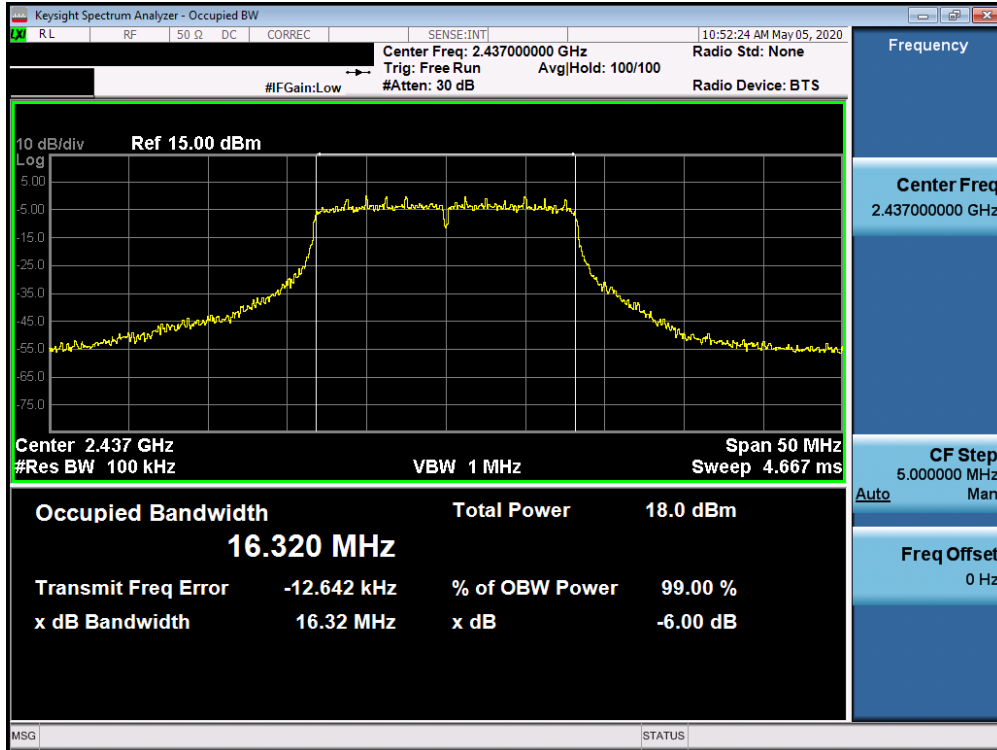 Keysight Spectrum Analyzer - Occupied BW
LXI RL RF 50 Ω DC CORREC SENSE:INT 10:52:24 AM May 05, 2020
Center Freq: 2.437000000 GHz Radio Std: None
Trig: Free Run Avg|Hold: 100/100
#IFGain:Low #Atten: 30 dB Radio Device: BTS
10 dB/div Ref 15.00 dBm
Log
5.00
-5.00
-15.0
-25.0
-35.0
-45.0
-55.0
-65.0
-75.0
Center 2.437 GHz Span 50 MHz
#Res BW 100 kHz VBW 1 MHz Sweep 4.667 ms
Occupied Bandwidth Total Power 18.0 dBm
16.320 MHz
Transmit Freq Error -12.642 kHz % of OBW Power 99.00 %
x dB Bandwidth 16.32 MHz x dB -6.00 dB
MSG STATUS
Frequency
Center Freq
2.437000000 GHz
CF Step
5.000000 MHz
Auto Man
Freq Offset
0 Hz